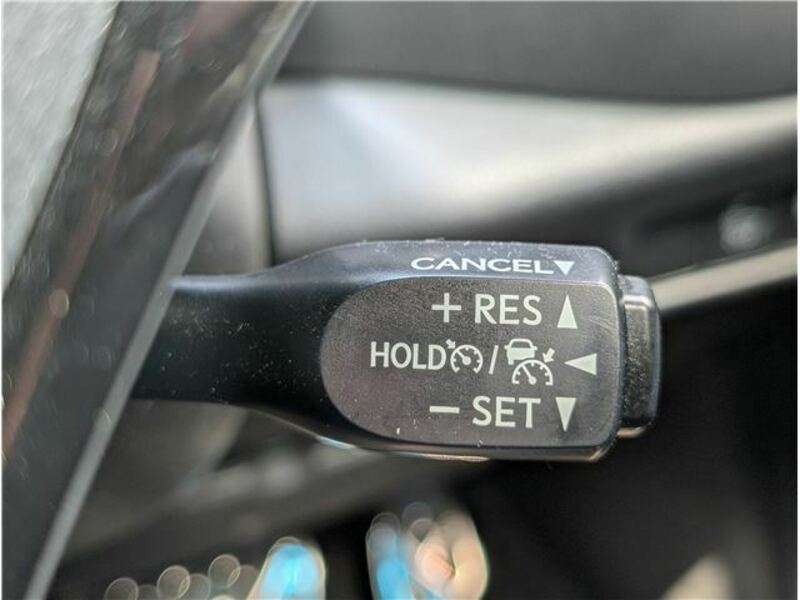 CANCEL▼
+ RES ▲
HOLD / ◀
− SET ▼